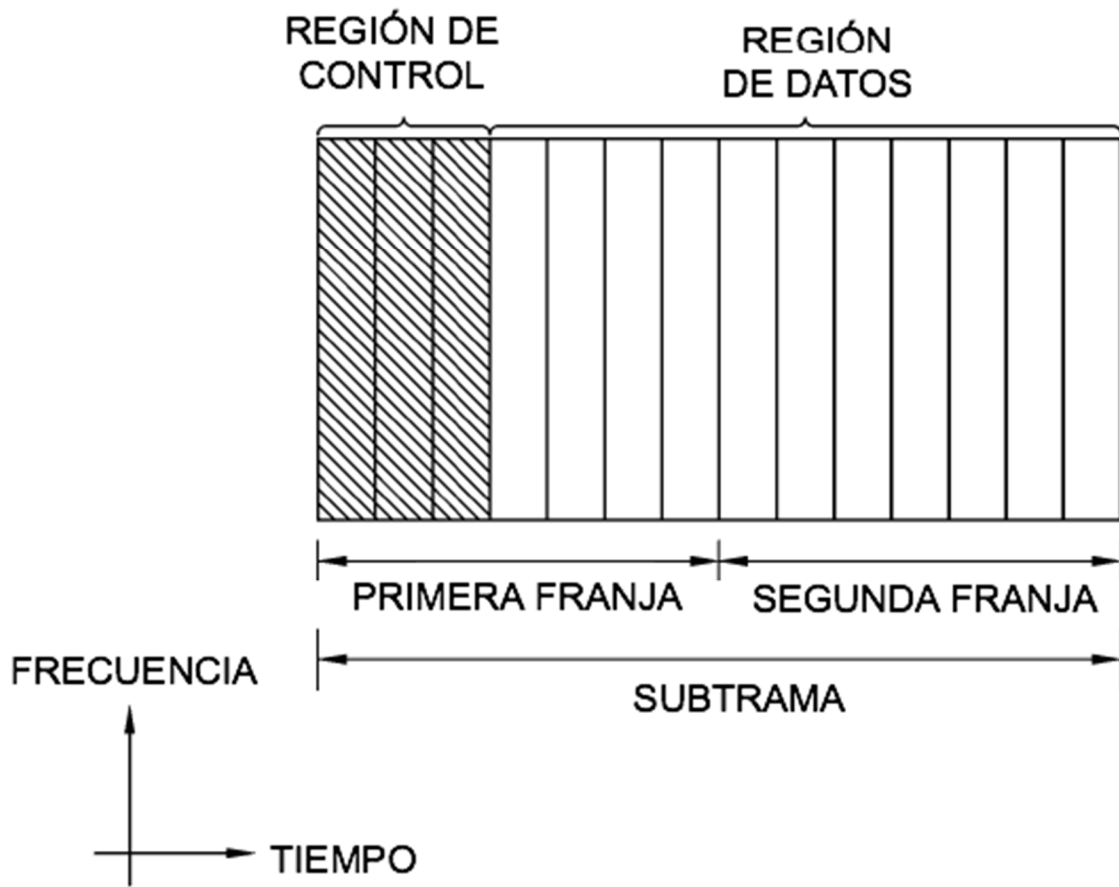 REGIÓN DE
CONTROL
REGIÓN
DE DATOS
PRIMERA FRANJA
SEGUNDA FRANJA
SUBTRAMA
FRECUENCIA
TIEMPO